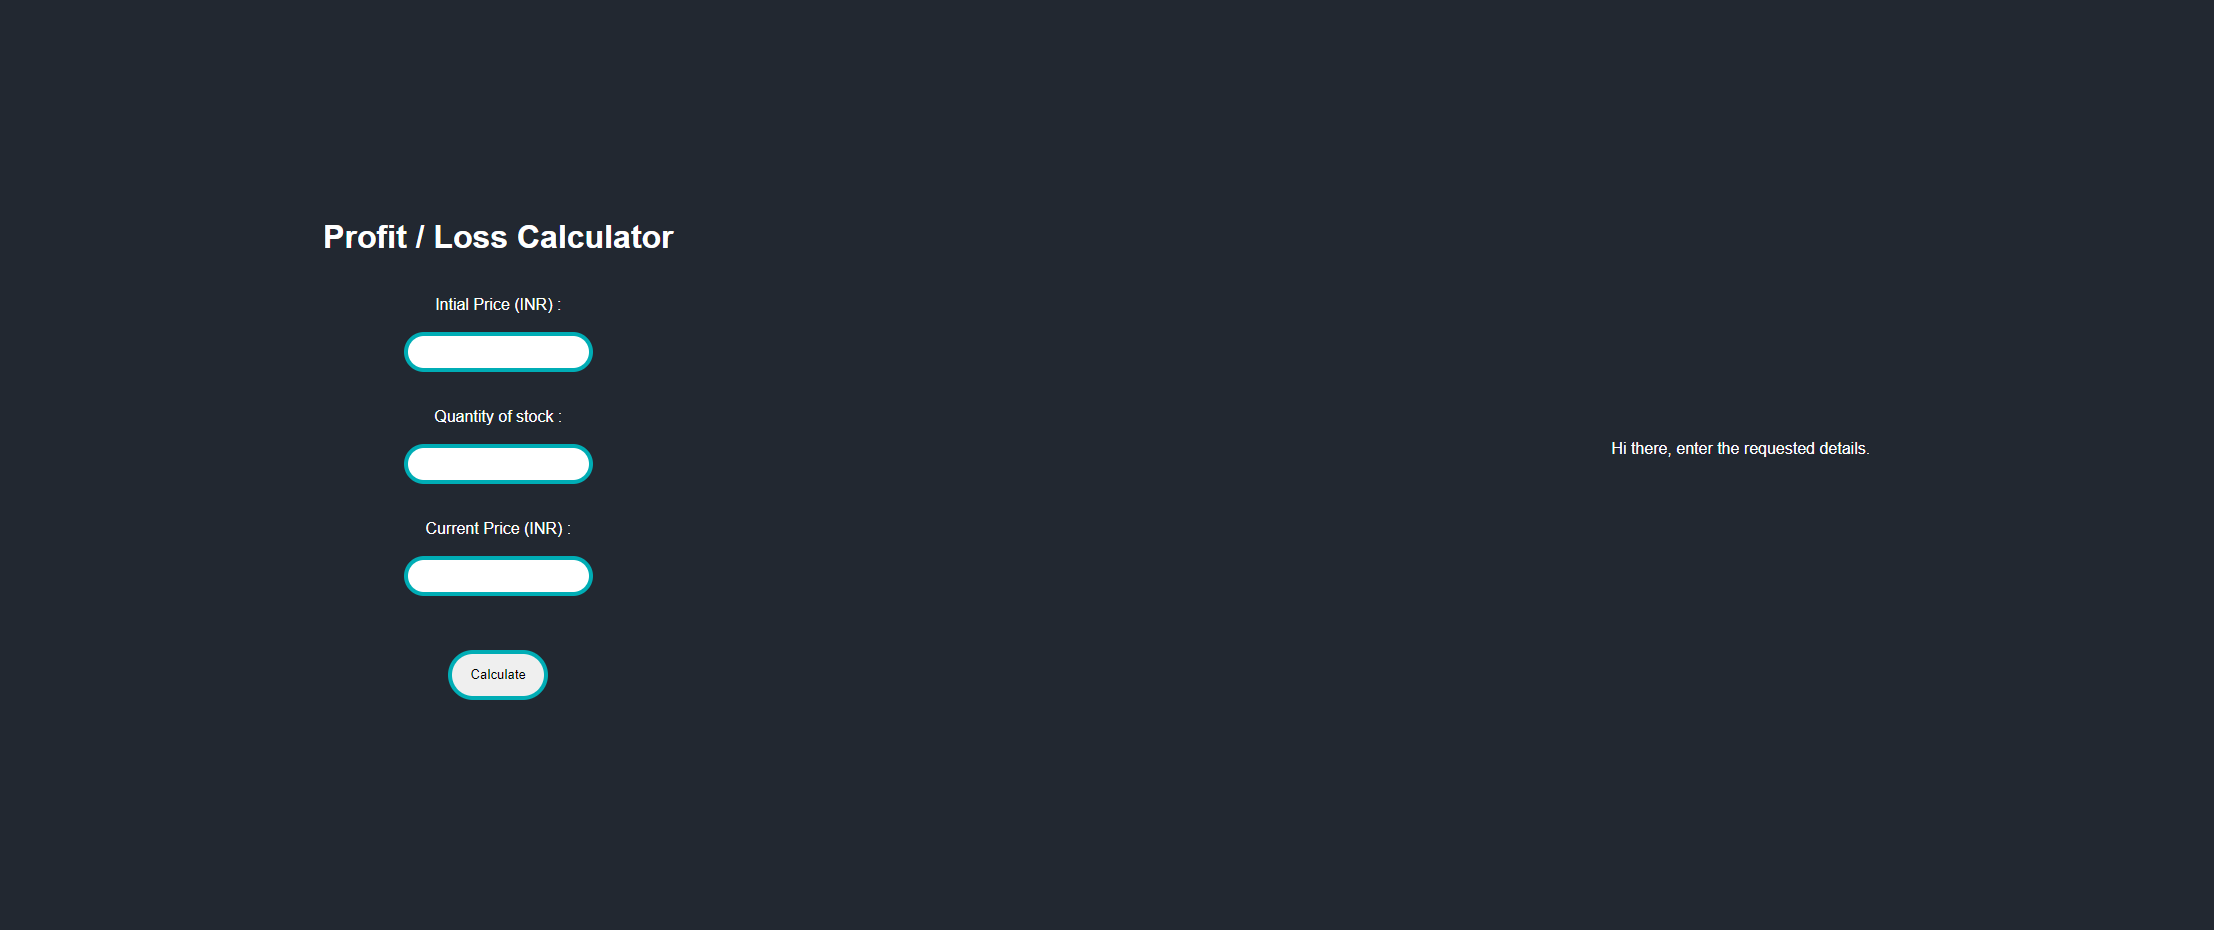 Profit / Loss Calculator
Intial Price (INR) :
Quantity of stock :
Current Price (INR) :
Calculate
Hi there, enter the requested details.